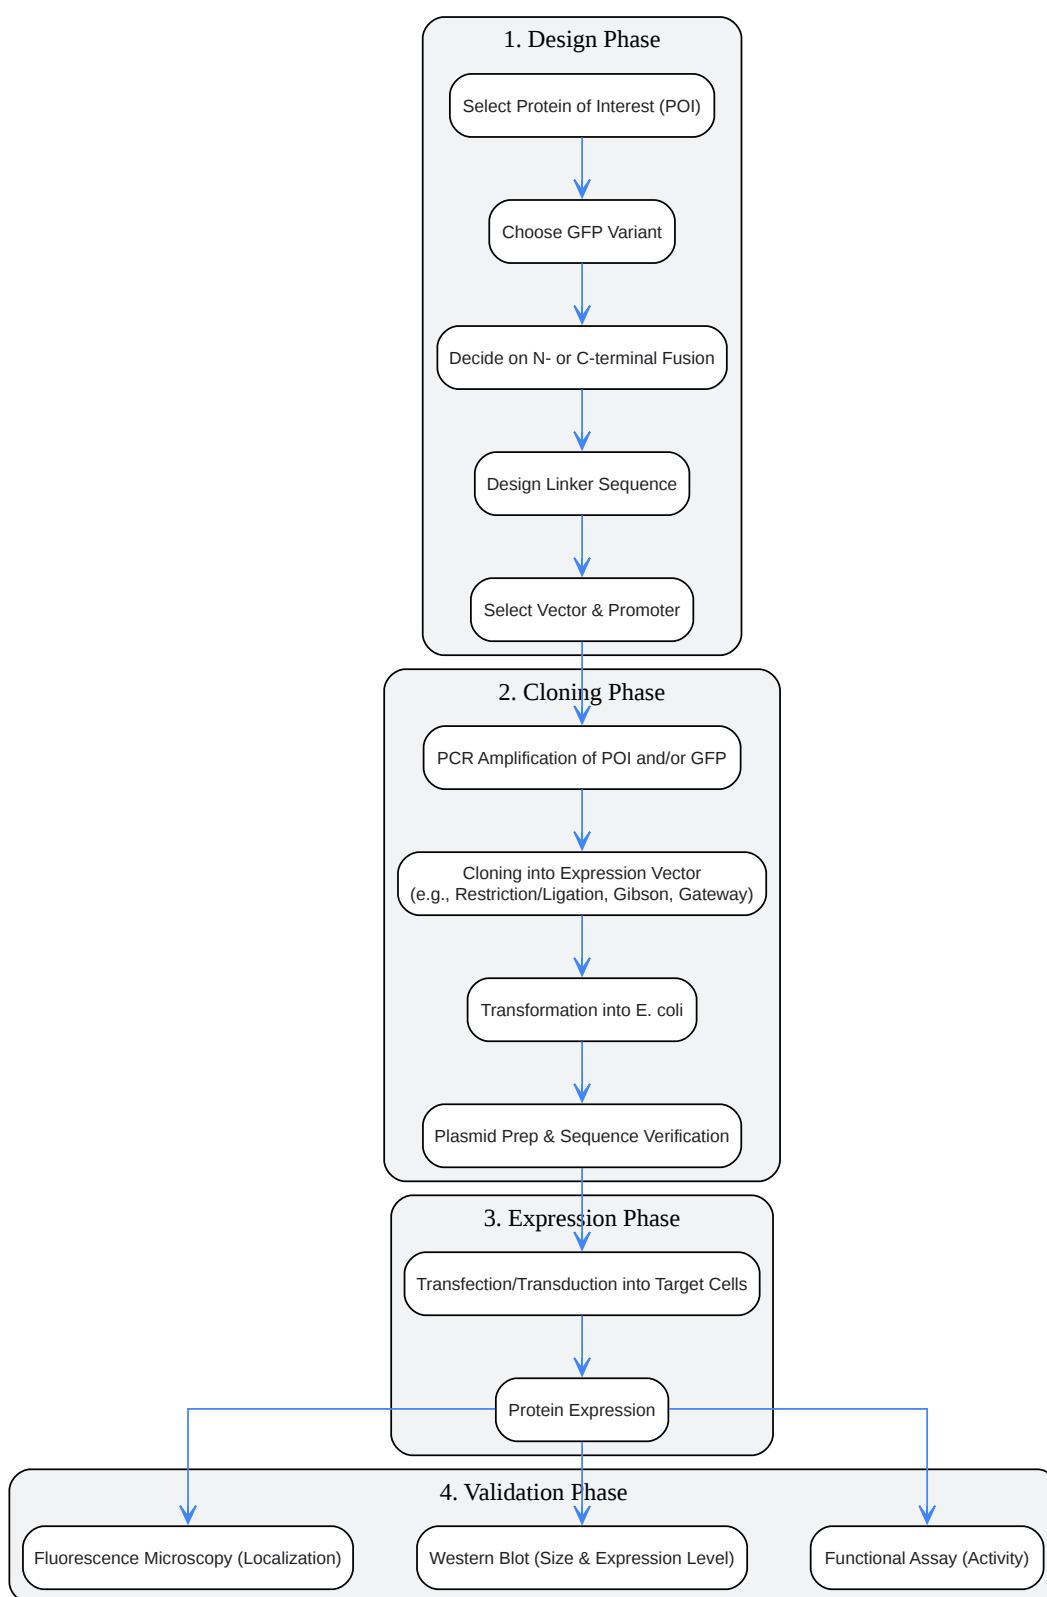 1. Design Phase
Select Protein of Interest (POI)
Choose GFP Variant
Decide on N- or C-terminal Fusion
Design Linker Sequence
Select Vector & Promoter
2. Cloning Phase
PCR Amplification of POI and/or GFP
Cloning into Expression Vector
(e.g., Restriction/Ligation, Gibson, Gateway)
Transformation into E. coli
Plasmid Prep & Sequence Verification
3. Expression Phase
Transfection/Transduction into Target Cells
Protein Expression
4. Validation Phase
Fluorescence Microscopy (Localization)
Western Blot (Size & Expression Level)
Functional Assay (Activity)